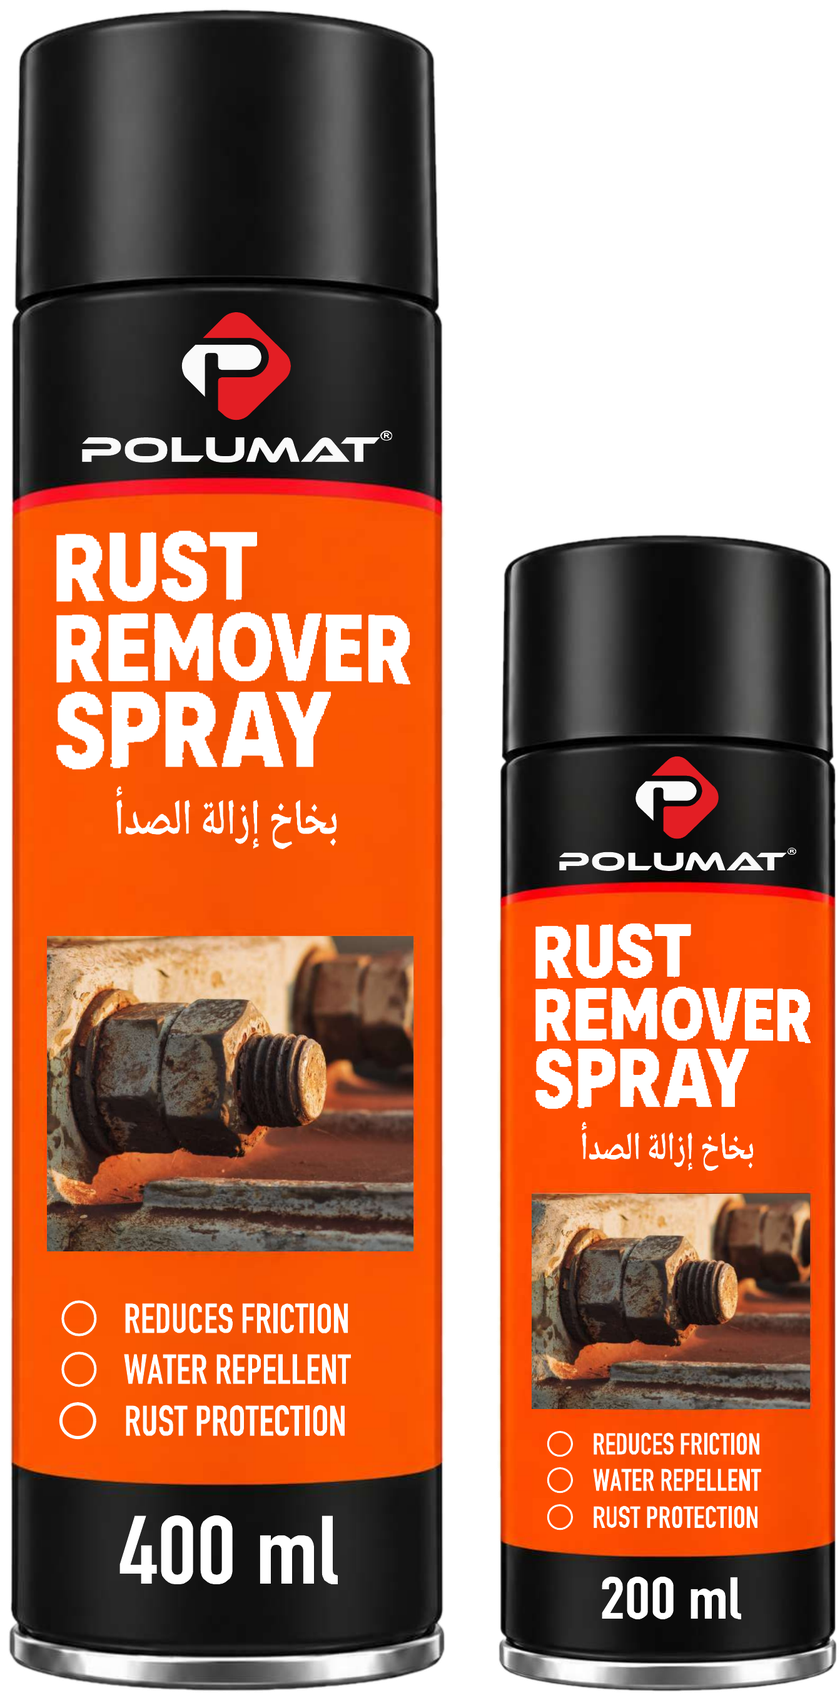 POLUMAT®
RUST
REMOVER
SPRAY
بخاخ إزالة الصدأ
REDUCES FRICTION
WATER REPELLENT
RUST PROTECTION
400 ml
POLUMAT®
RUST
REMOVER
SPRAY
بخاخ إزالة الصدأ
REDUCES FRICTION
WATER REPELLENT
RUST PROTECTION
200 ml